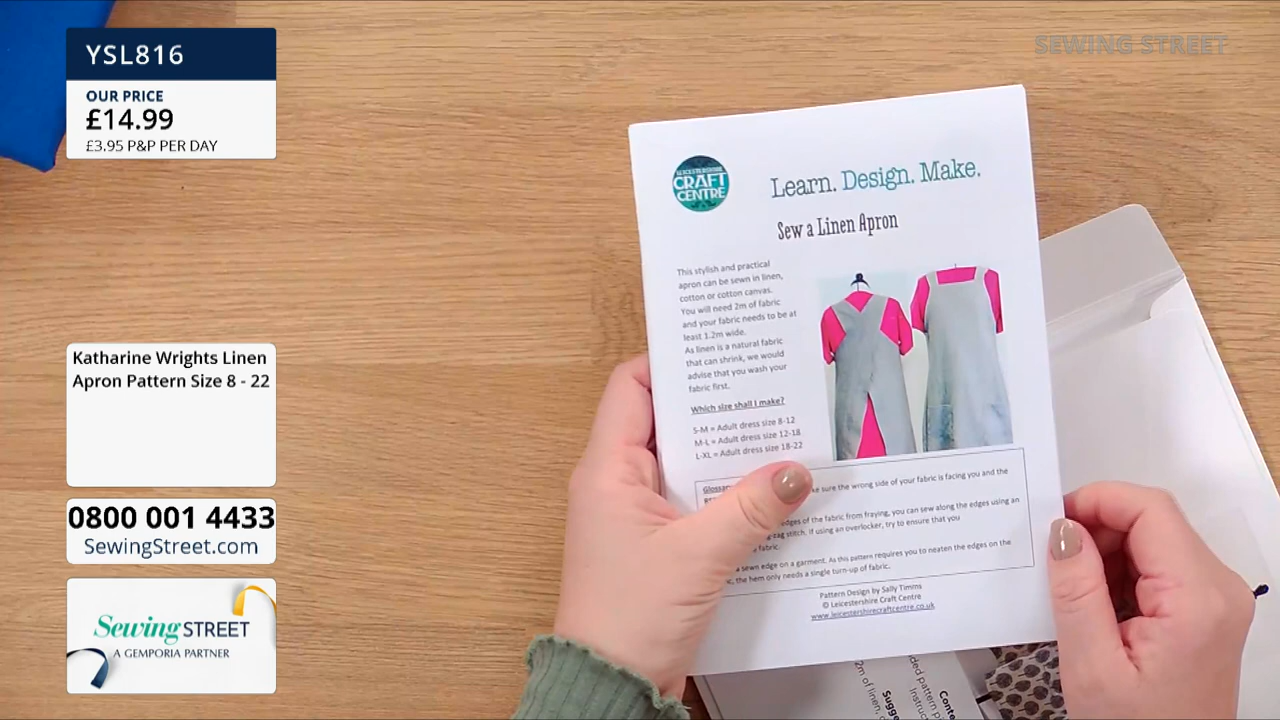 YSL816
OUR PRICE
£14.99
£3.95 P&P PER DAY
SEWING STREET
Katharine Wrights Linen
Apron Pattern Size 8 - 22
0800 001 4433
SewingStreet.com
Sewing STREET
A GEMPORIA PARTNER
LEICESTERSHIRE
CRAFT
CENTRE
Learn. Design. Make.
Sew a Linen Apron
This stylish and practical
apron can be sewn in linen,
cotton or cotton canvas.
You will need 2m of fabric
and your fabric needs to be at
least 1.2m wide.
As linen is a natural fabric
that can shrink, we would
advise that you wash your
fabric first.
Which size shall I make?
S-M = Adult dress size 8-12
M-L = Adult dress size 12-18
L-XL = Adult dress size 18-22
sure the wrong side of your fabric is facing you and the
edges of the fabric from fraying, you can sew along the edges using an
stitch, if using an overlocker, try to ensure that you
fabric.
a sewn edge on a garment. As this pattern requires you to neaten the edges on the
the hem only needs a single turn-up of fabric.
Pattern Design by Sally Timms
© Leicestershire Craft Centre
www.leicestershirecraftcentre.co.uk
pattern
2m of linen,